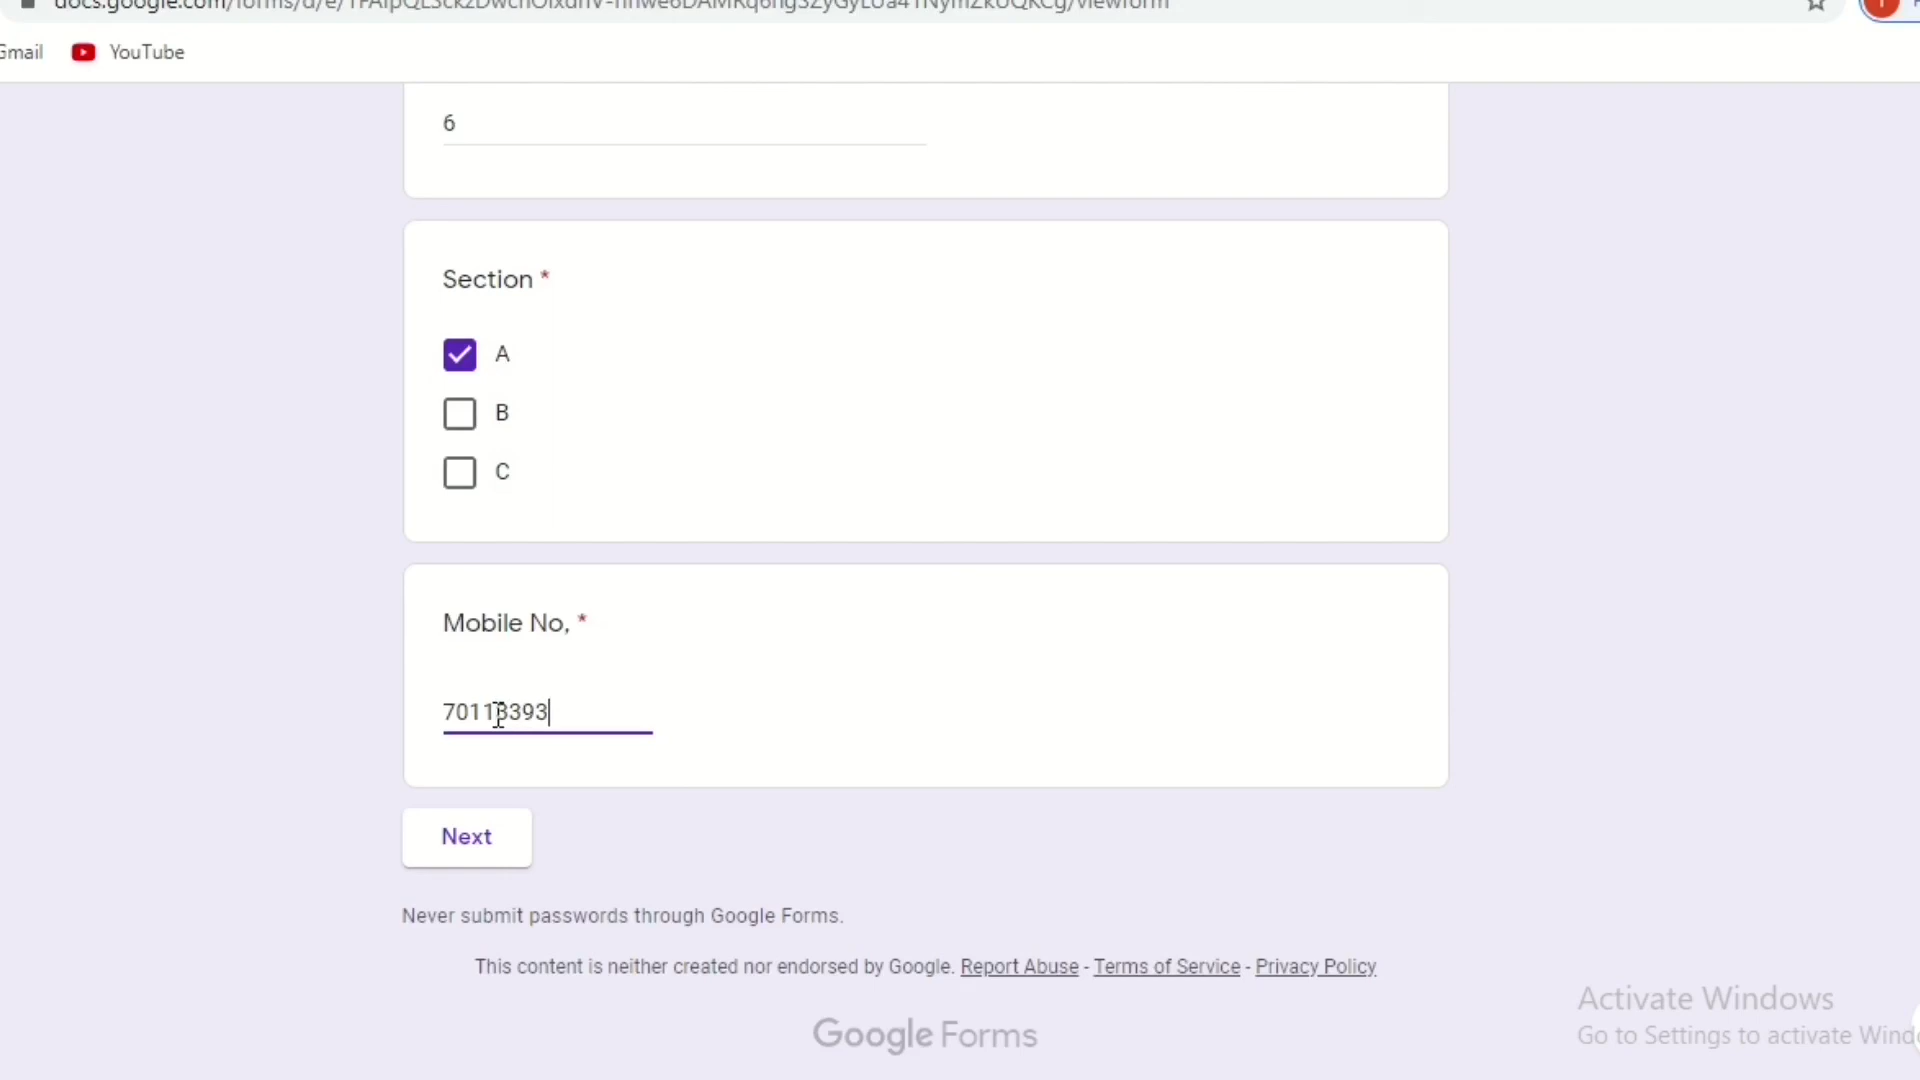 Gmail YouTube
6
Section *
A
B
C
Mobile No, *
70113393
Next
Never submit passwords through Google Forms.
This content is neither created nor endorsed by Google. Report Abuse - Terms of Service - Privacy Policy
Google Forms
Activate Windows
Go to Settings to activate Wind